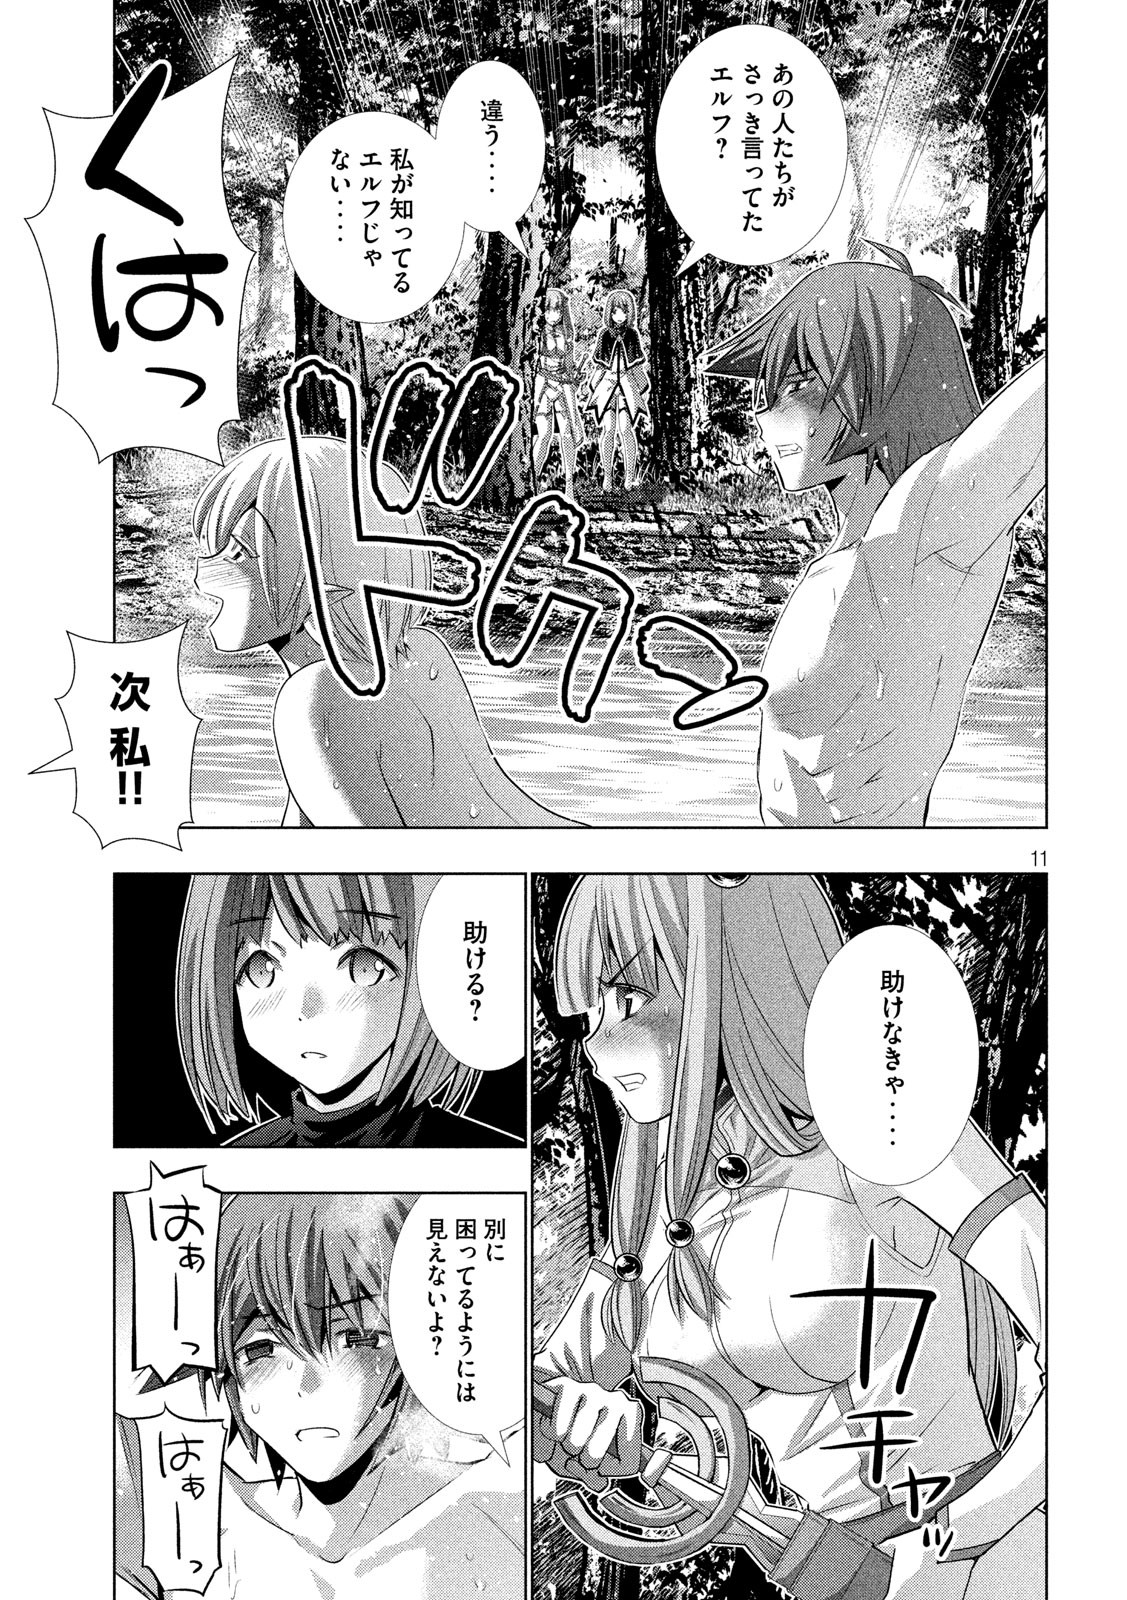 あの人たちが
さっき言ってた
エルフ？
違う‥‥
私が知ってる
エルフじゃ
ない‥‥
くはっ
ドドクンッ
次私!!
11
助けなきゃ‥‥
カチャッ
助ける？
別に
困ってるようには
見えないよ？
はぁーっ
はぁーっ